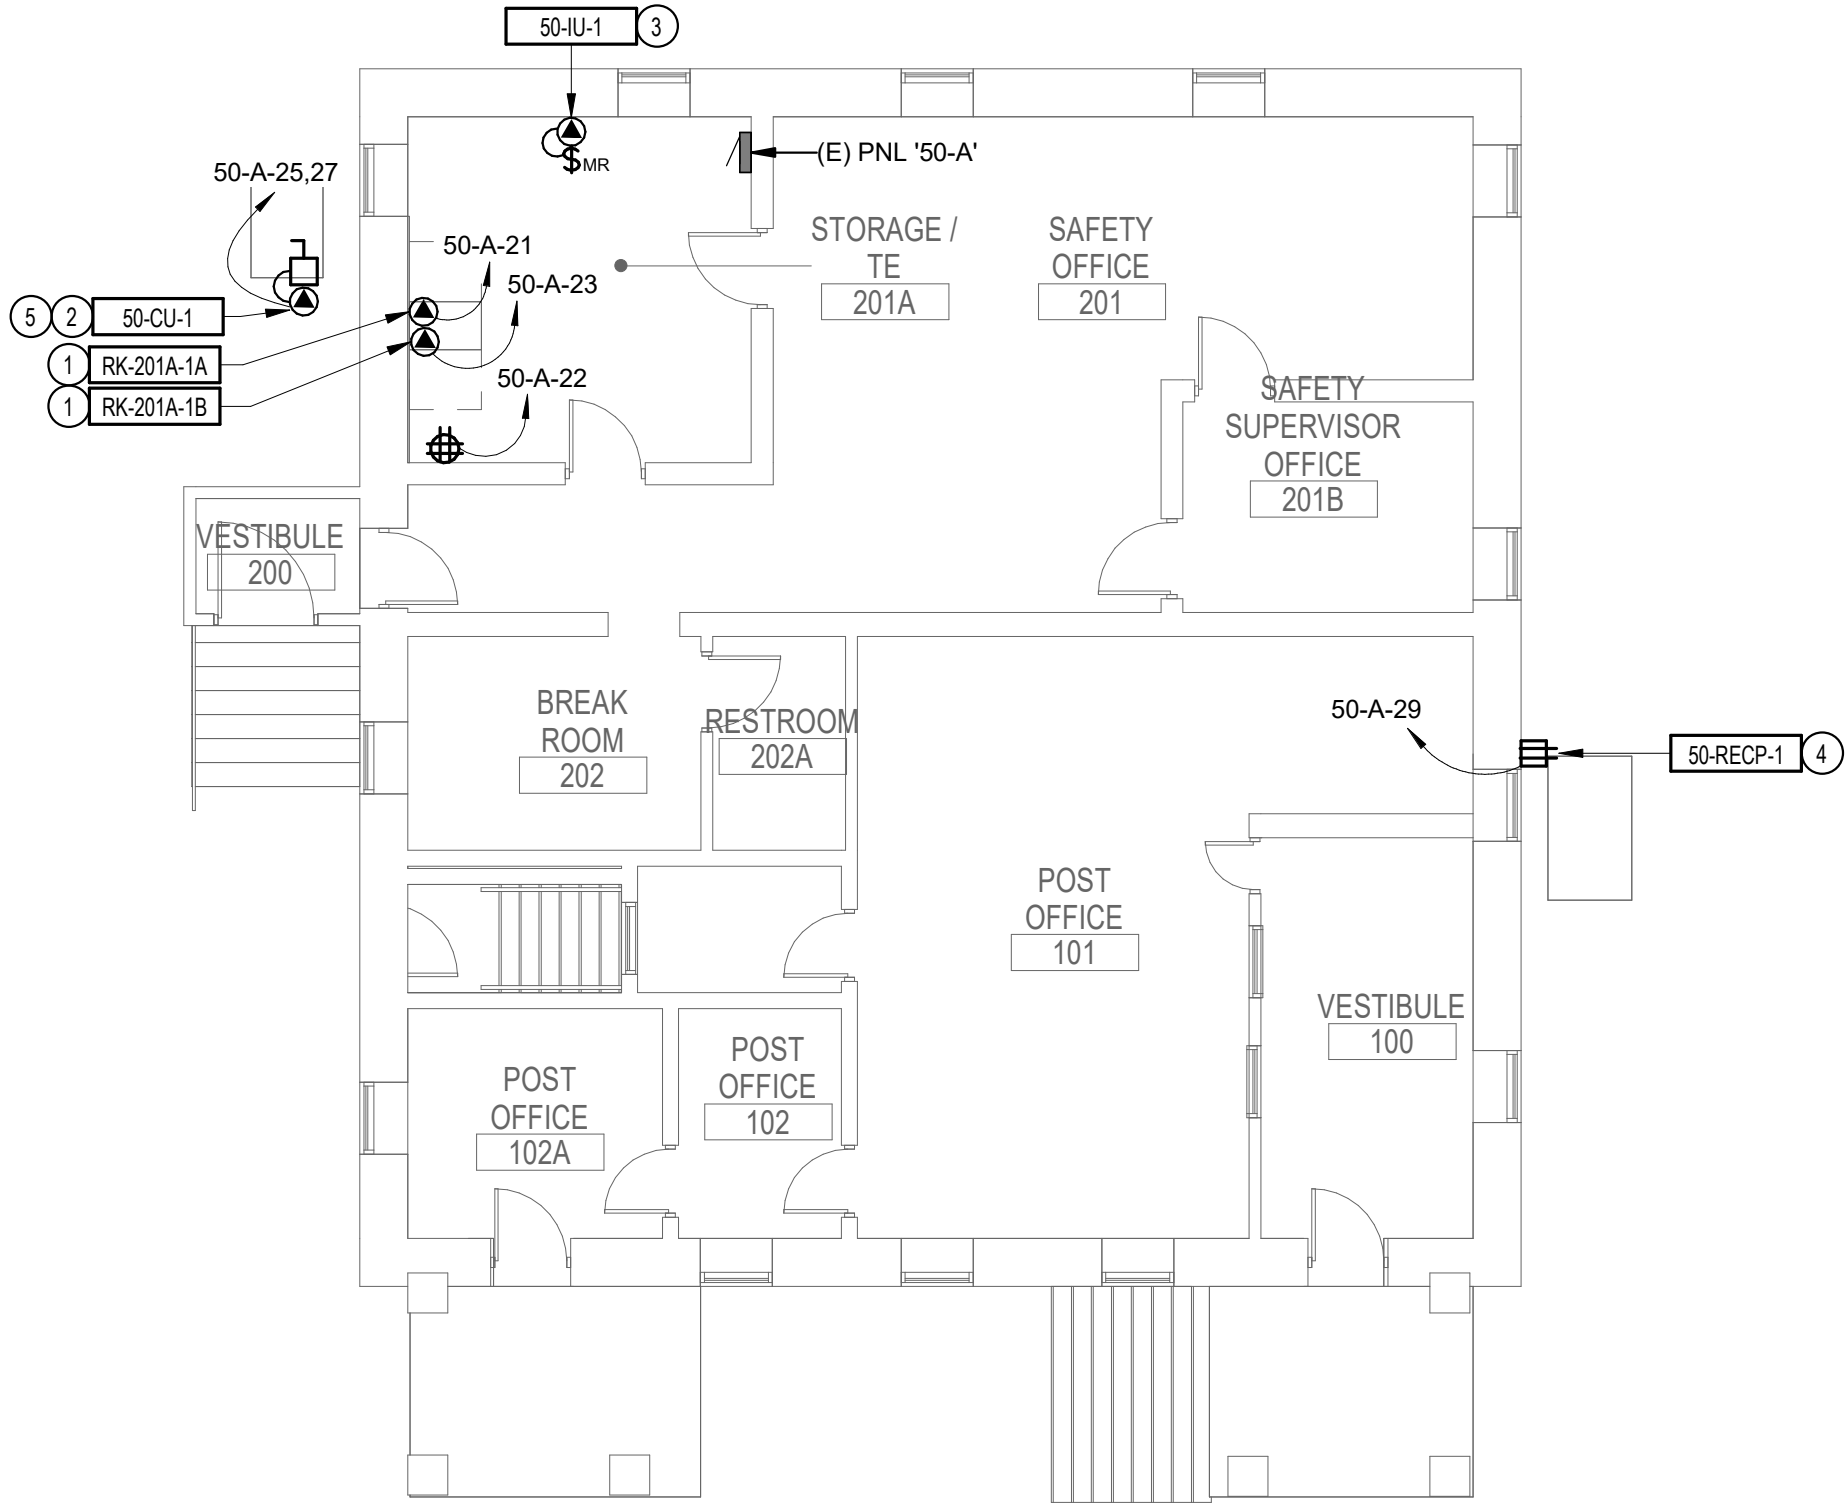 50-IU-1 3
$MR
(E) PNL '50-A'
50-A-25,27
50-A-21
50-A-23
5 2 50-CU-1
1 RK-201A-1A
1 RK-201A-1B
50-A-22
STORAGE /
TE
201A
SAFETY
OFFICE
201
SAFETY
SUPERVISOR
OFFICE
201B
VESTIBULE
200
BREAK
ROOM
202
RESTROOM
202A
50-A-29
50-RECP-1 4
POST
OFFICE
101
VESTIBULE
100
POST
OFFICE
102
POST
OFFICE
102A